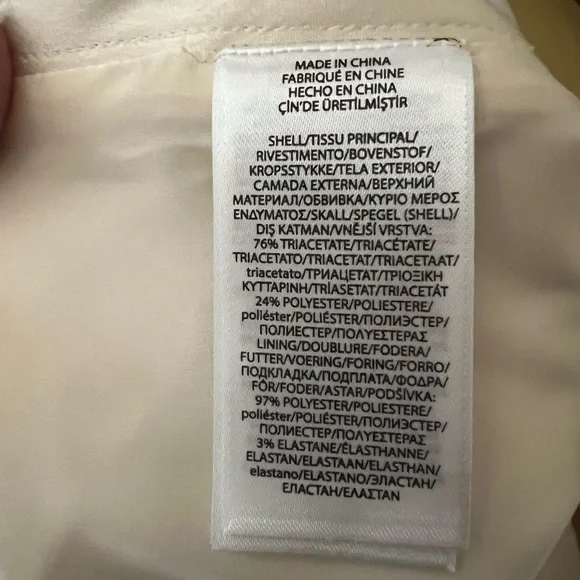 MADE IN CHINA
FABRIQUÉ EN CHINE
HECHO EN CHINA
ÇİN'DE ÜRETİLMİŞTİR
SHELL/TISSU PRINCIPAL/
RIVESTIMENTO/BOVENSTOF/
KROPSSTYKKE/TELA EXTERIOR/
CAMADA EXTERNA/ВЕРХНИЙ
МАТЕРИАЛ/ОБВИВКА/ΚΥΡΙΟ ΜΕΡΟΣ
ΕΝΔΥΜΑΤΟΣ/SKALL/SPEGEL (SHELL)/
DIŞ KATMAN/VNĚJŠÍ VRSTVA:
76% TRIACETATE/TRIACÉTATE/
TRIACETATO/TRIACETAT/TRIACETAAT/
triacetato/ТРИАЦЕТАТ/ΤΡΙΟΞΙΚΗ
ΚΥΤΤΑΡΙΝΗ/TRÍASETAT/TRIACETÁT
24% POLYESTER/POLIESTERE/
poliéster/POLIÉSTER/ПОЛИЭСТЕР/
ПОЛИЕСТЕР/ΠΟΛΥΕΣΤΕΡΑΣ
LINING/DOUBLURE/FODERA/
FUTTER/VOERING/FORING/FORRO/
ПОДКЛАДКА/ПОДПЛАТА/ΦΟΔΡΑ/
FÓR/FODER/ASTAR/PODŠÍVKA:
97% POLYESTER/POLIESTERE/
poliéster/POLIÉSTER/ПОЛИЭСТЕР/
ПОЛИЕСТЕР/ΠΟΛΥΕΣΤΕΡΑΣ
3% ELASTANE/ÉLASTHANNE/
ELASTAN/ELASTAAN/ELASTHAN/
elastano/ELASTANO/ЭЛАСТАН/
ЕЛАСТАН/ΕΛΑΣΤΑΝ